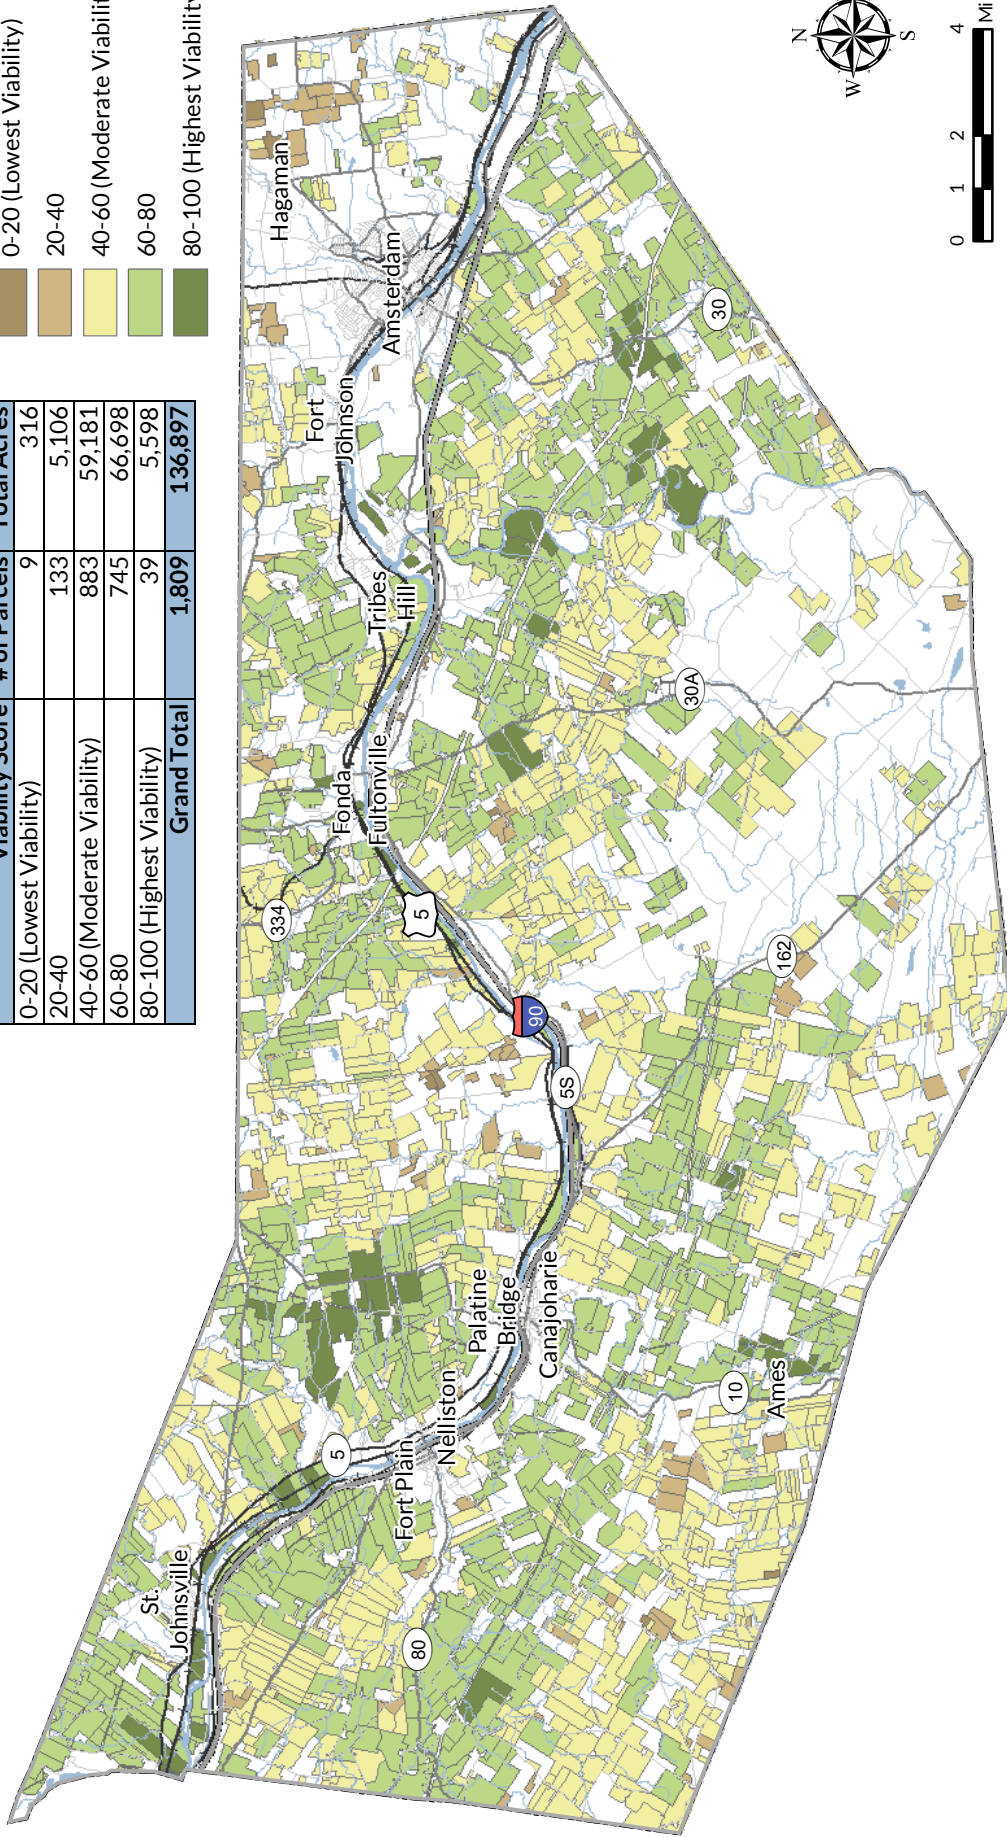 0-20 (Lowest Viability)
20-40
40-60 (Moderate Viabilit
60-80
80-100 (Highest Viability
Viability Score # of Parcels Total Acres
0-20 (Lowest Viability) 9 316
20-40 133 5,106
40-60 (Moderate Viability) 883 59,181
60-80 745 66,698
80-100 (Highest Viability) 39 5,598
Grand Total 1,809 136,897
St.
Johnsville
Fort Plain
Nelliston
Palatine
Bridge
Canajoharie
Ames
Fonda
Fultonville
Tribes
Hill
Fort
Johnson
Amsterdam
Hagaman
5
80
10
5S
90
5
334
162
30A
30
N
W
S
0 1 2 4
Mi